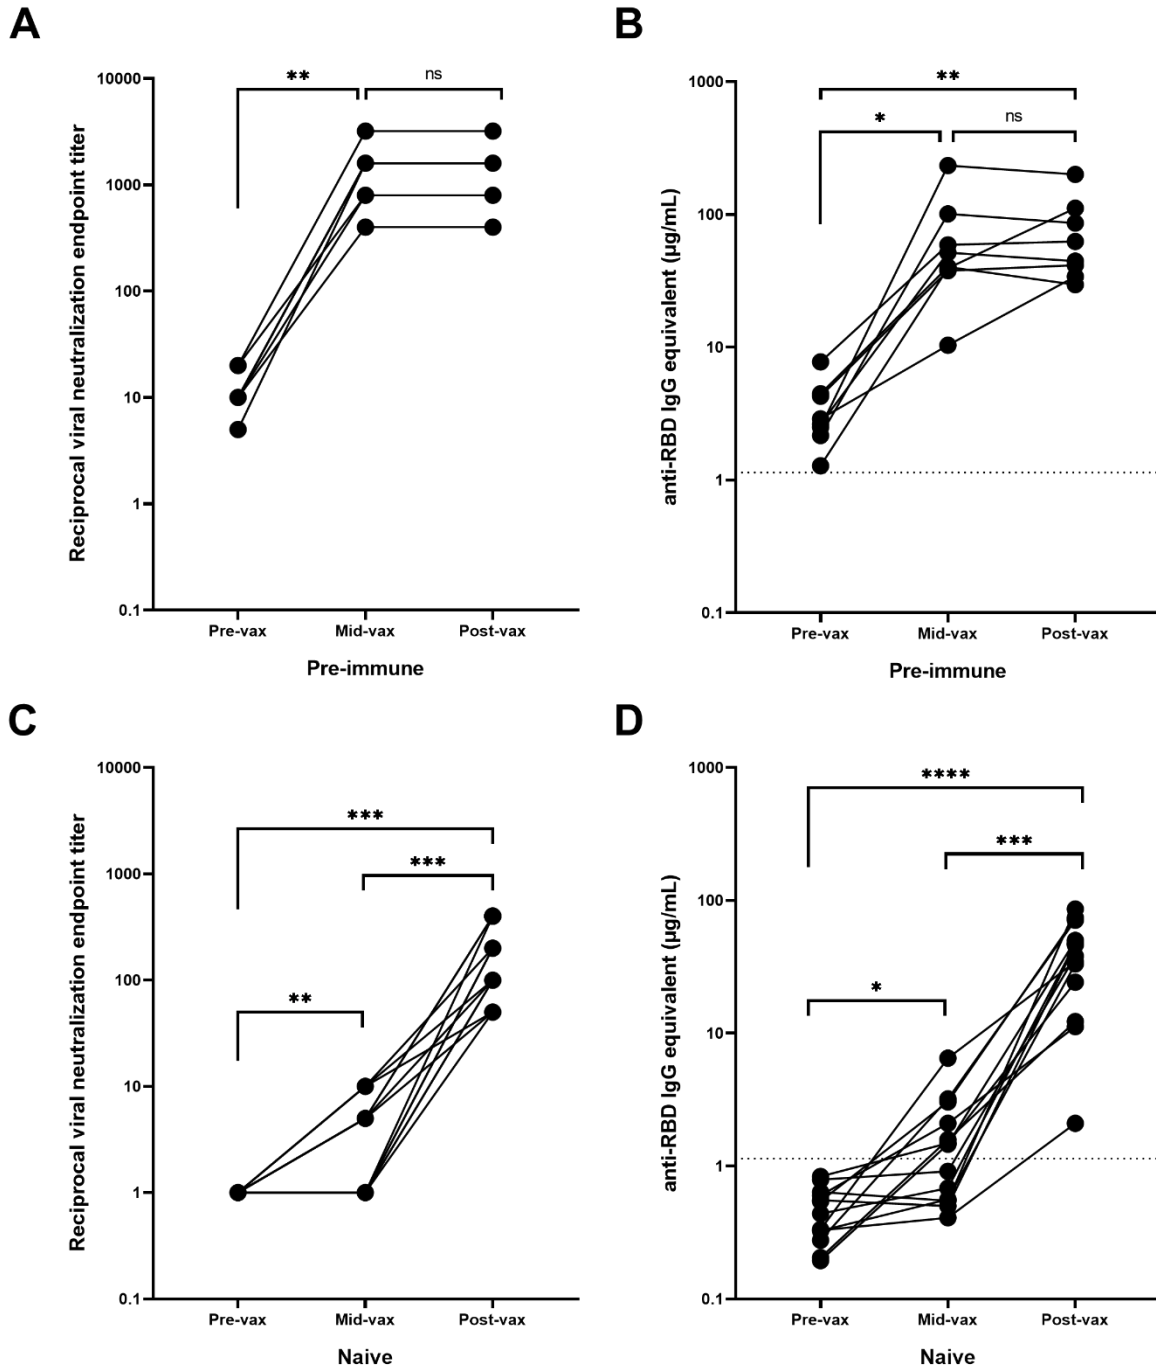 A
Reciprocal viral neutralization endpoint titer
10000
1000
100
10
1
0.1
**
ns
Pre-vax Mid-vax Post-vax
Pre-immune
B
anti-RBD IgG equivalent (µg/mL)
1000
100
10
1
0.1
**
*
ns
Pre-vax Mid-vax Post-vax
Pre-immune
C
Reciprocal viral neutralization endpoint titer
10000
1000
100
10
1
0.1
***
***
**
Pre-vax Mid-vax Post-vax
Naive
D
anti-RBD IgG equivalent (µg/mL)
1000
100
10
1
0.1
****
***
*
Pre-vax Mid-vax Post-vax
Naive